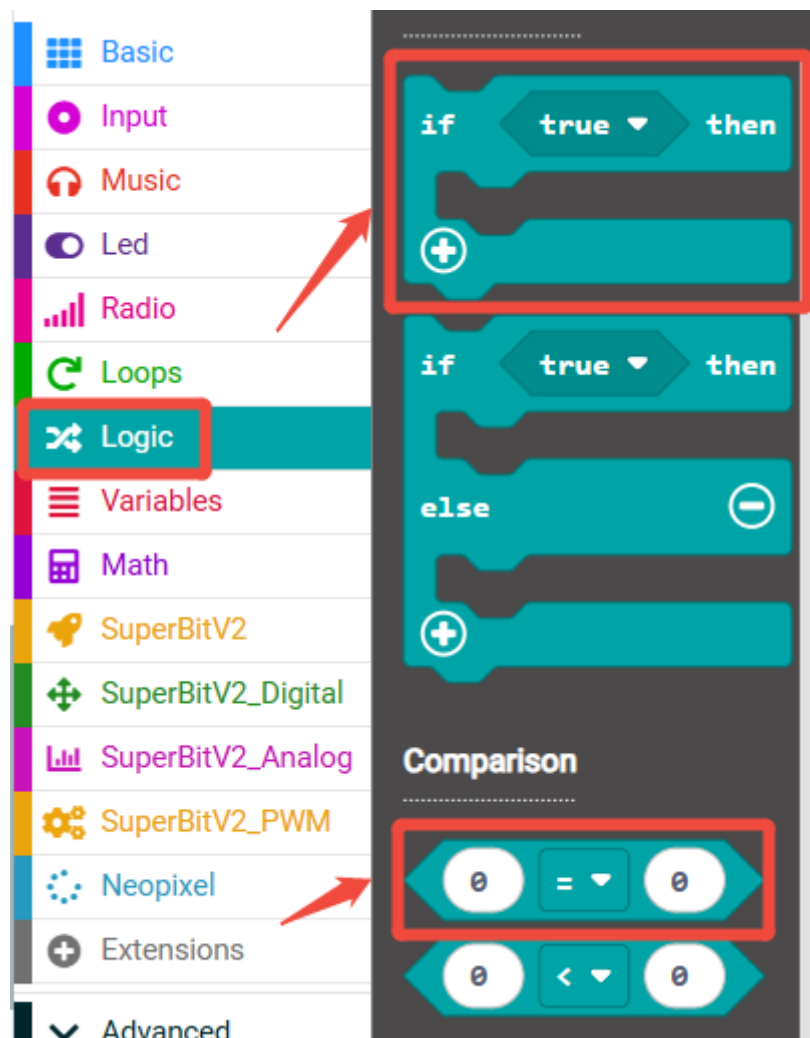 Basic
Input
Music
Led
Radio
Loops
Logic
Variables
Math
SuperBitV2
SuperBitV2_Digital
SuperBitV2_Analog
SuperBitV2_PWM
Neopixel
Extensions
Advanced
if true then
if true then
else
Comparison
0 = 0
0 < 0